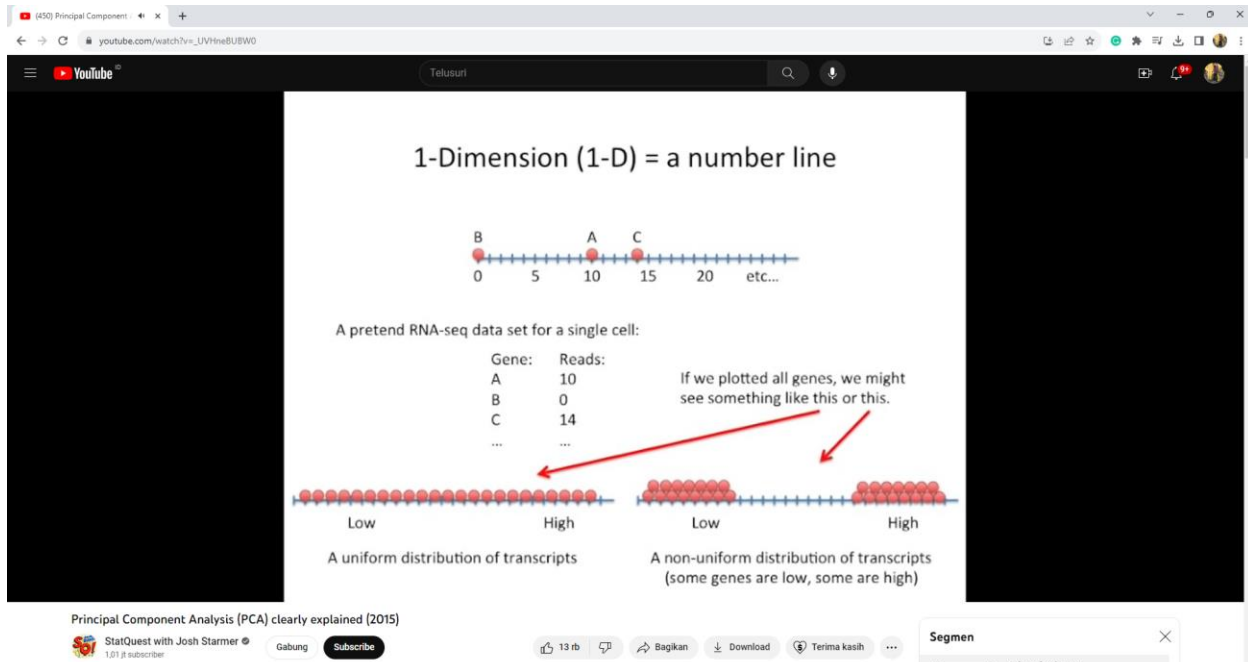 (450) Principal Component
youtube.com/watch?v=_UVHneBUBW0
YouTube ID
Telusuri
9+
1-Dimension (1-D) = a number line
B A C
0 5 10 15 20 etc...
A pretend RNA-seq data set for a single cell:
Gene: Reads:
A 10
B 0
C 14
... ...
If we plotted all genes, we might
see something like this or this.
Low High
A uniform distribution of transcripts
Low High
A non-uniform distribution of transcripts
(some genes are low, some are high)
Principal Component Analysis (PCA) clearly explained (2015)
StatQuest with Josh Starmer
1,01 jt subscriber
Gabung
Subscribe
13 rb
Bagikan
Download
Terima kasih
...
Segmen